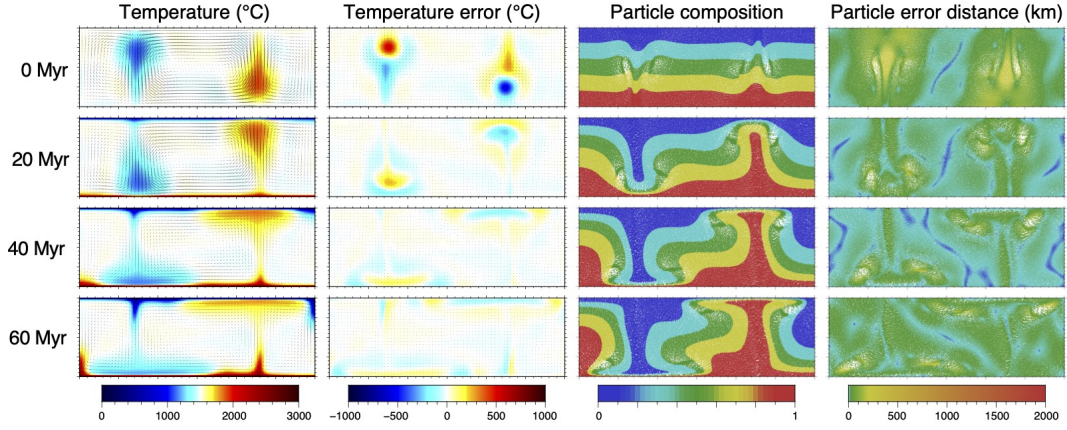 Temperature (°C) Temperature error (°C) Particle composition Particle error distance (km)
0 Myr
20 Myr
40 Myr
60 Myr
0 1000 2000 3000 −1000 −500 0 500 1000 0 1 0 500 1000 1500 2000